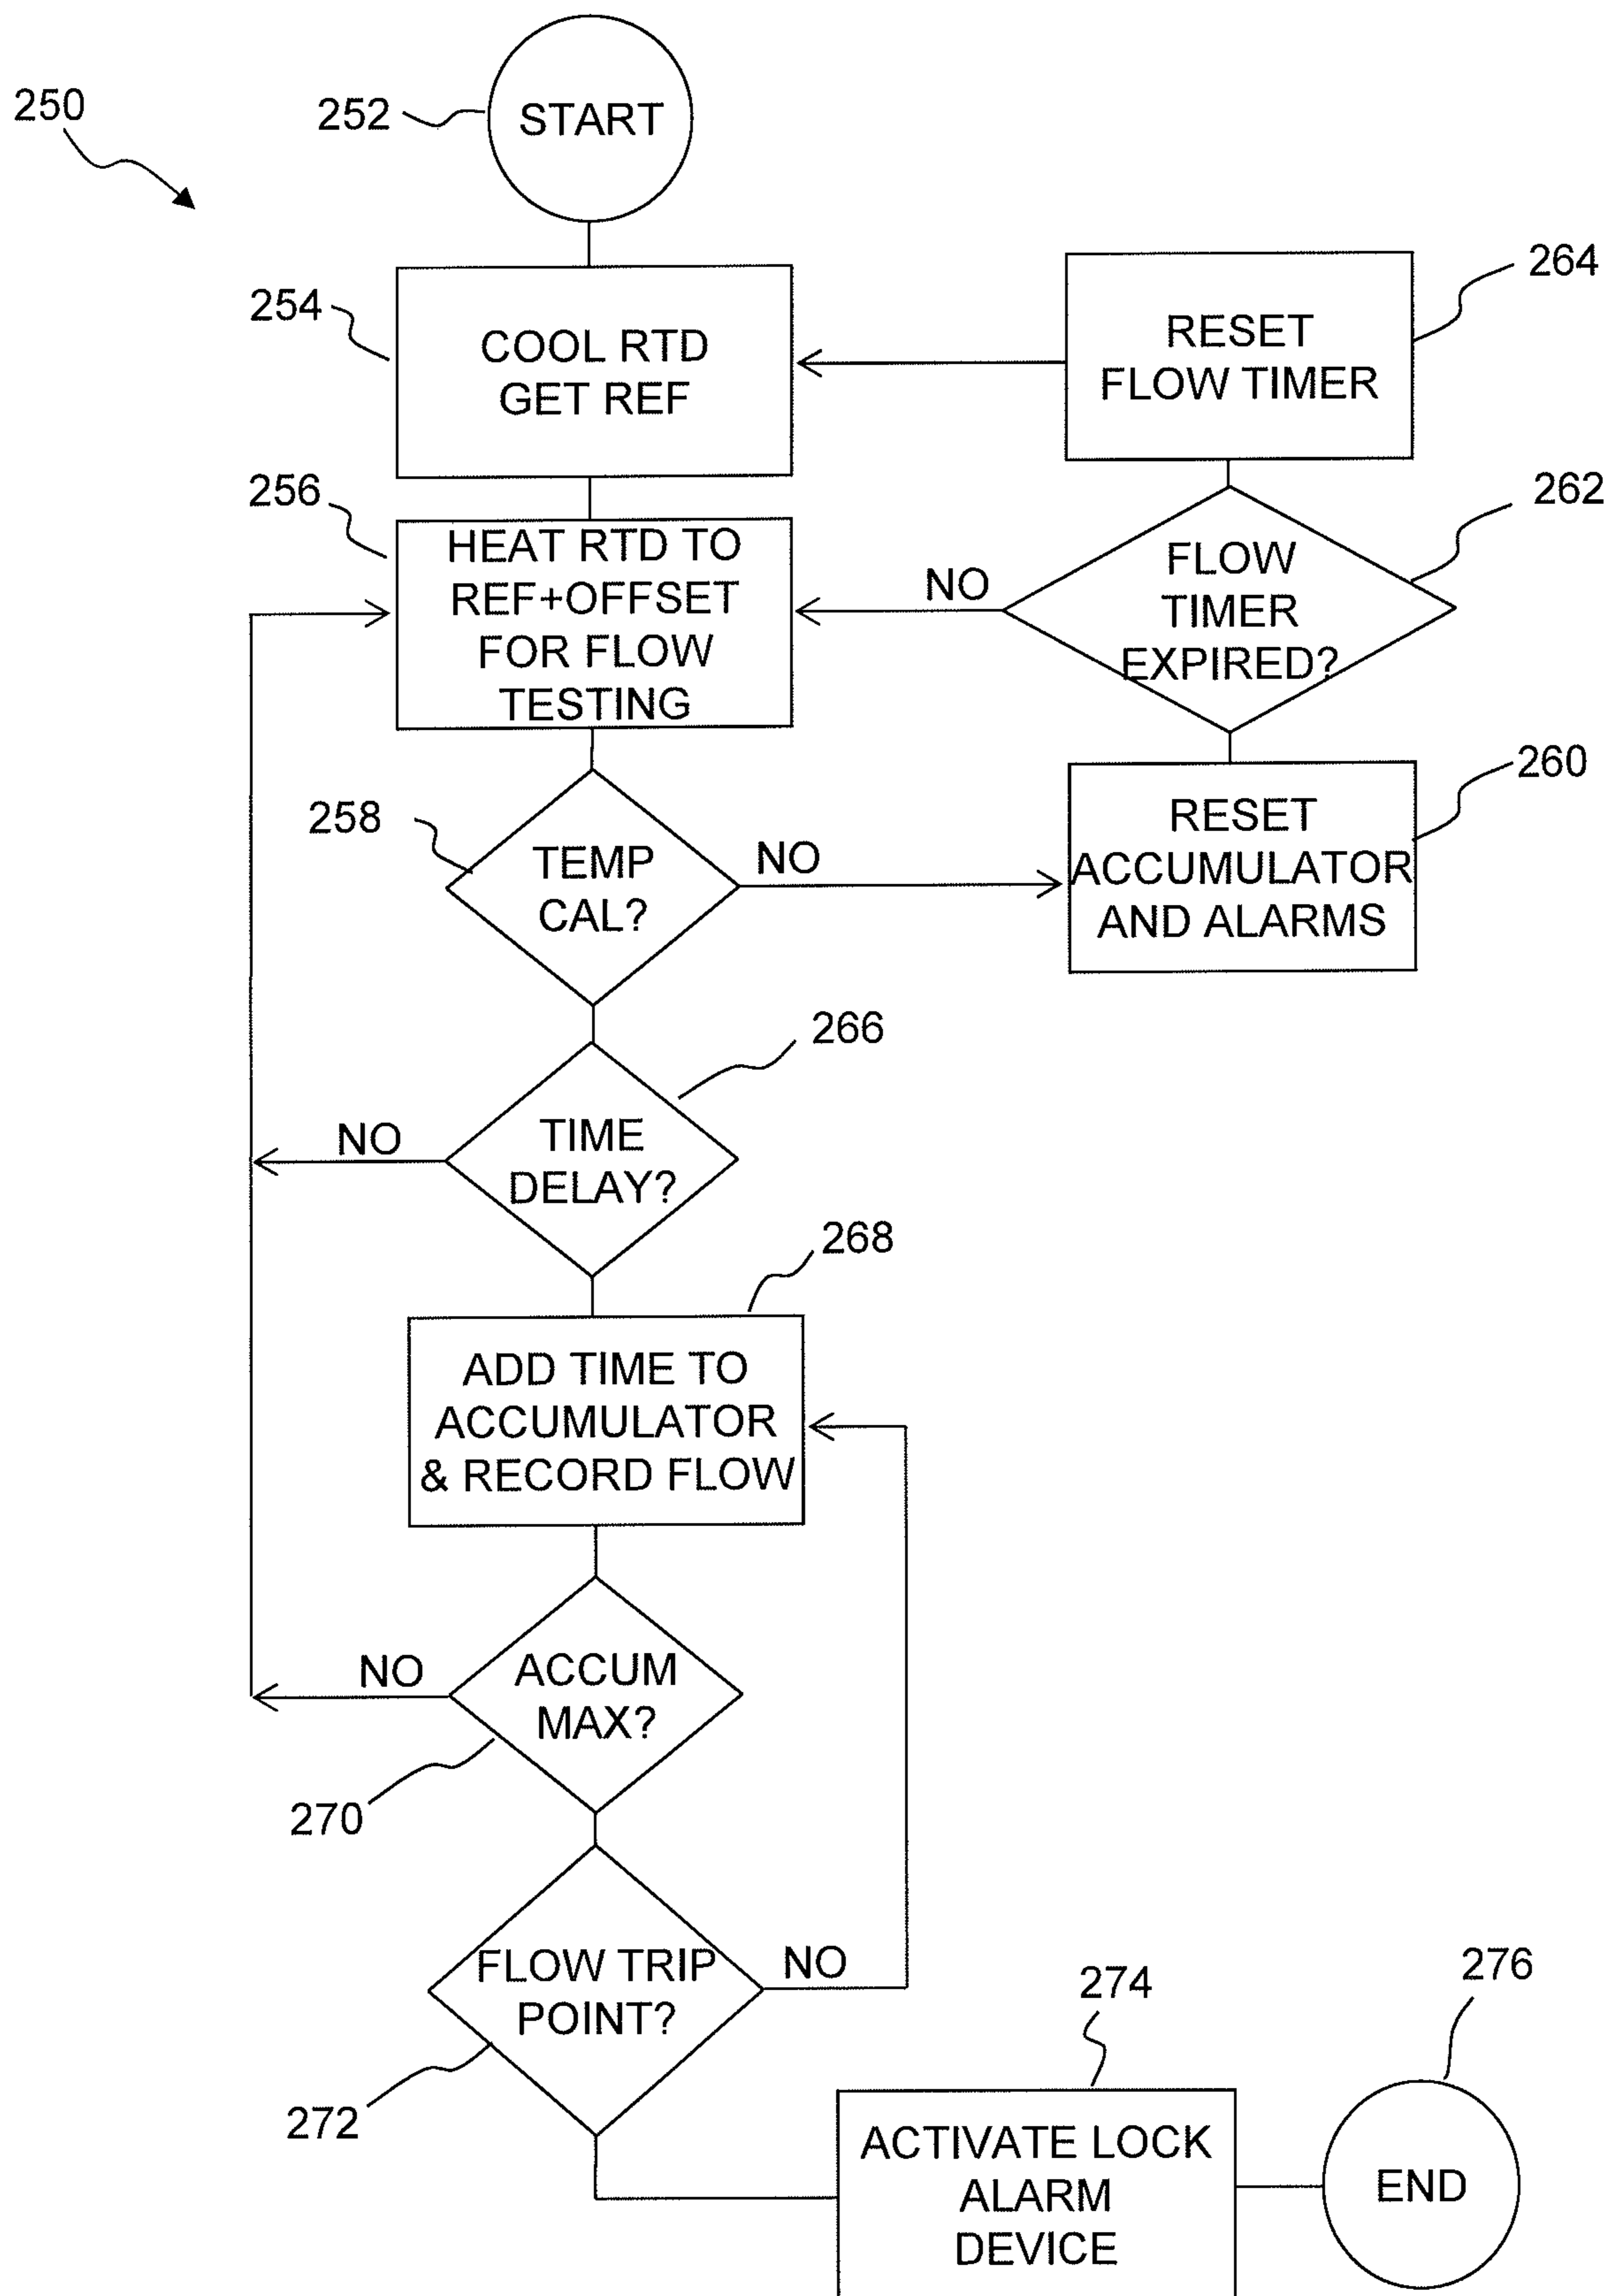 250
252
START
254
COOL RTD
GET REF
264
RESET
FLOW TIMER
256
HEAT RTD TO
REF+OFFSET
FOR FLOW
TESTING
262
NO
FLOW
TIMER
EXPIRED?
258
TEMP
CAL?
NO
260
RESET
ACCUMULATOR
AND ALARMS
266
NO
TIME
DELAY?
268
ADD TIME TO
ACCUMULATOR
& RECORD FLOW
NO
ACCUM
MAX?
270
FLOW TRIP
POINT?
NO
272
274
ACTIVATE LOCK
ALARM
DEVICE
276
END